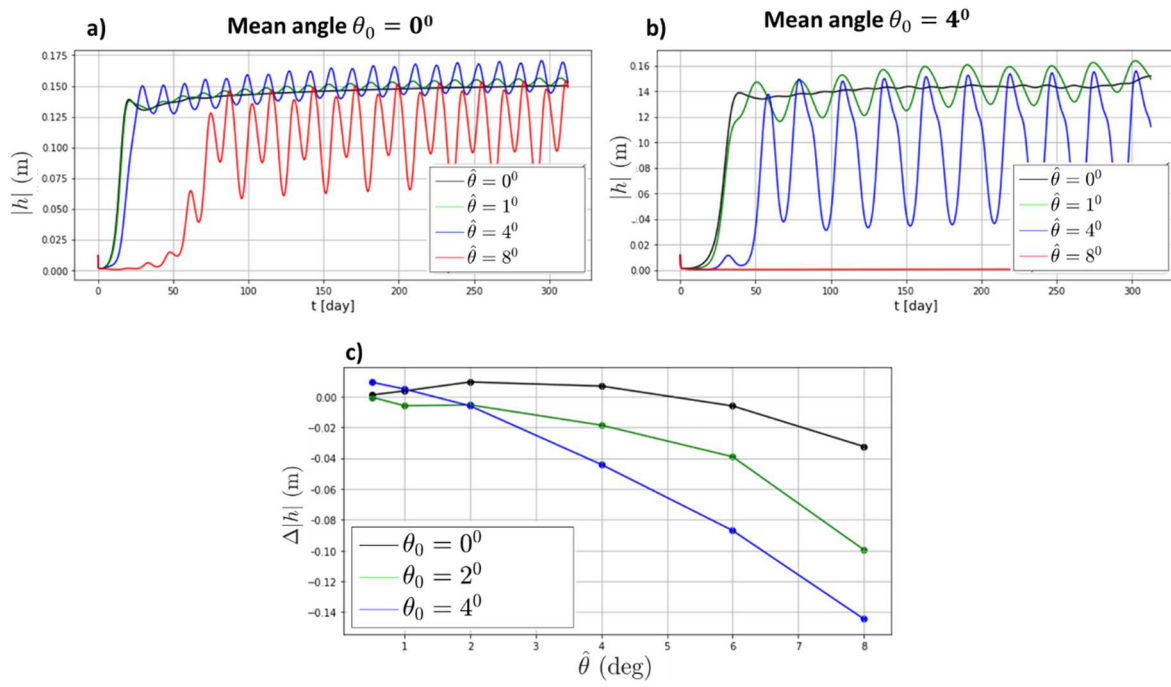 a) Mean angle θ₀ = 0⁰
|h| (m)
0.175
0.150
0.125
0.100
0.075
0.050
0.025
0.000
θ̂ = 0⁰
θ̂ = 1⁰
θ̂ = 4⁰
θ̂ = 8⁰
0 50 100 150 200 250 300
t [day]
b) Mean angle θ₀ = 4⁰
|h| (m)
0.16
0.14
.12
.10
.08
.06
.04
0.02
0.00
θ̂ = 0⁰
θ̂ = 1⁰
θ̂ = 4⁰
θ̂ = 8⁰
0 50 100 150 200 250 300
t [day]
c)
Δ|h| (m)
0.00
−0.02
−0.04
−0.06
−0.08
−0.10
−0.12
−0.14
θ₀ = 0⁰
θ₀ = 2⁰
θ₀ = 4⁰
1 2 3 4 5 6 7 8
θ̂ (deg)